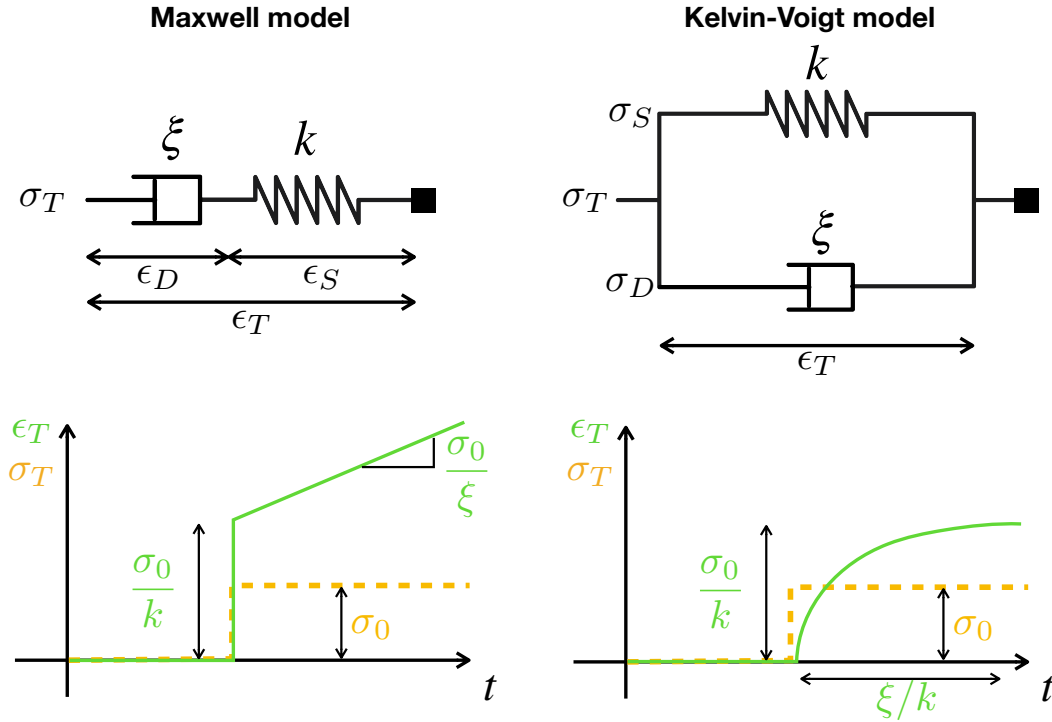 Maxwell model
ξ
k
σ_T
ϵ_D
ϵ_S
ϵ_T
Kelvin-Voigt model
k
σ_S
σ_T
ξ
σ_D
ϵ_T
ϵ_T
σ_T
σ_0
ξ
σ_0
k
σ_0
t
ϵ_T
σ_T
σ_0
k
σ_0
ξ/k
t